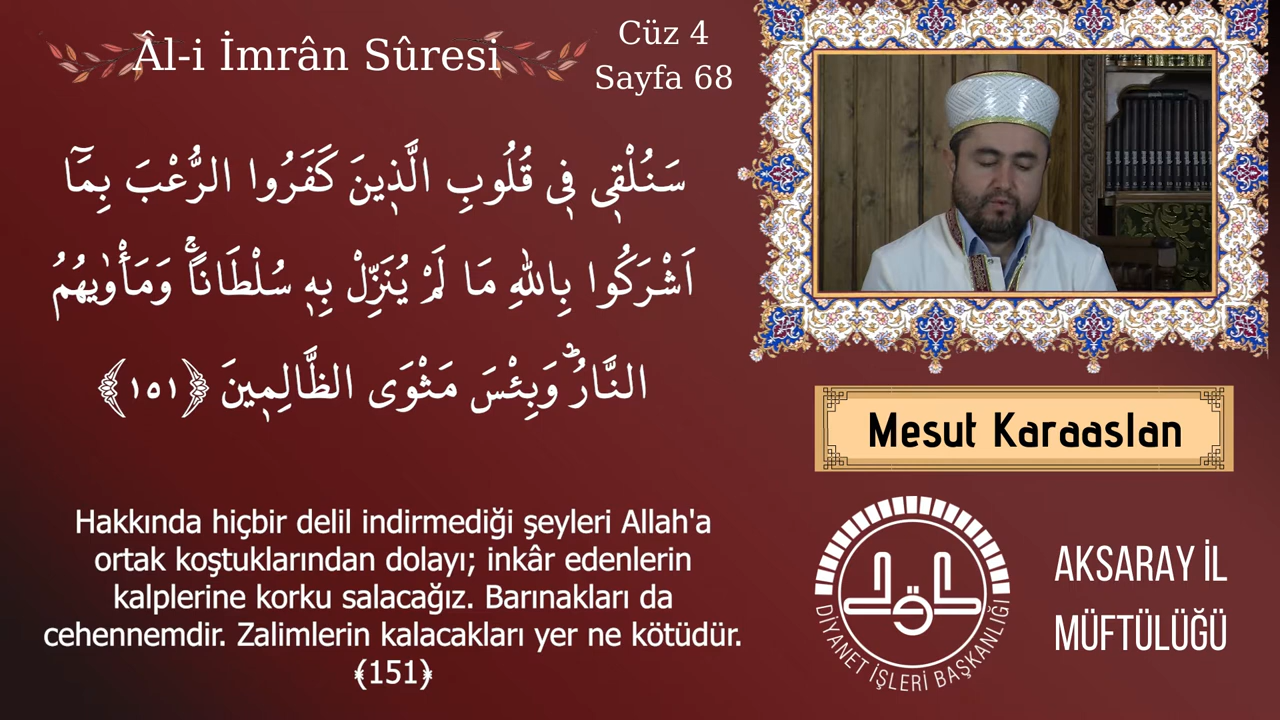 Âl-i İmrân Sûresi
Cüz 4
Sayfa 68
سَنُلْقٖي فٖي قُلُوبِ الَّذٖينَ كَفَرُوا الرُّعْبَ بِمَٓا
اَشْرَكُوا بِاللّٰهِ مَا لَمْ يُنَزِّلْ بِهٖ سُلْطَاناًۚ وَمَأْوٰيهُمُ
النَّارُؕ وَبِئْسَ مَثْوَى الظَّالِمٖينَ ﴿١٥١﴾
Hakkında hiçbir delil indirmediği şeyleri Allah'a
ortak koştuklarından dolayı; inkâr edenlerin
kalplerine korku salacağız. Barınakları da
cehennemdir. Zalimlerin kalacakları yer ne kötüdür.
﴾151﴿
Mesut Karaaslan
DİYANET İŞLERİ BAŞKANLIĞI
AKSARAY İL
MÜFTÜLÜĞÜ